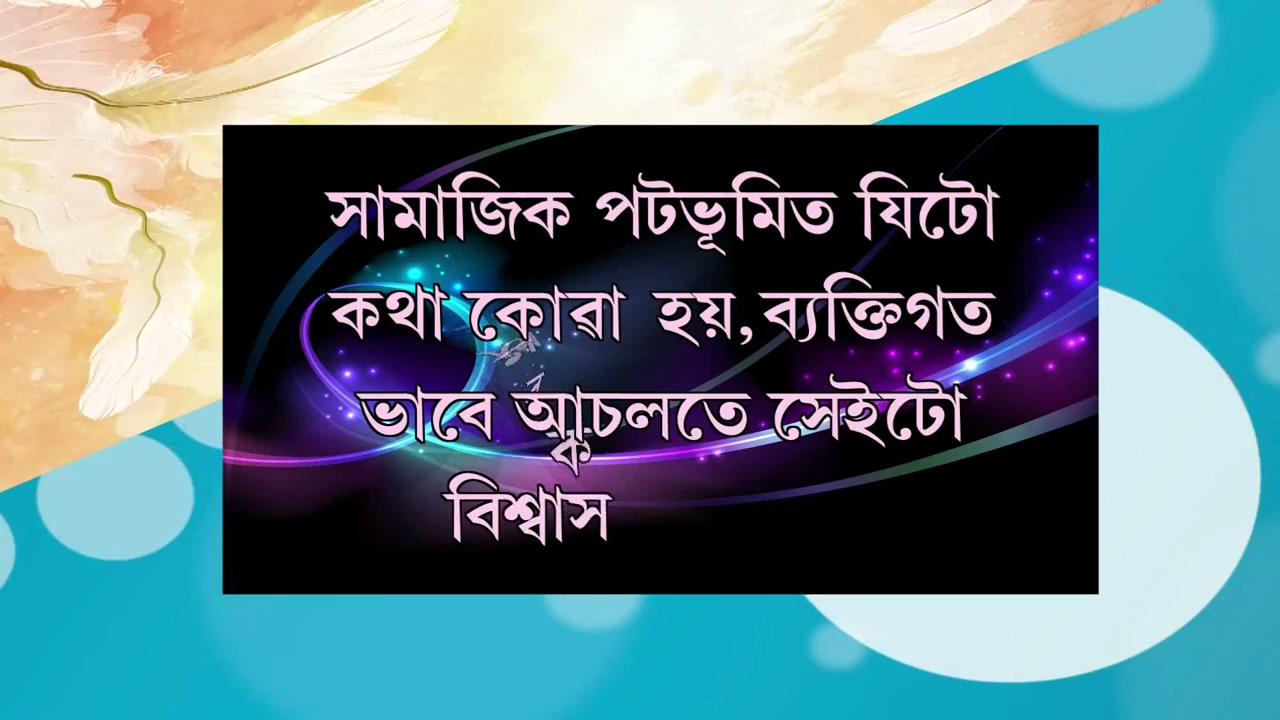 সামাজিক পটভূমিত যিটো
কথা কোৱা হয়,ব্যক্তিগত
ভাবে আচলতে সেইটো
বিশ্বাস